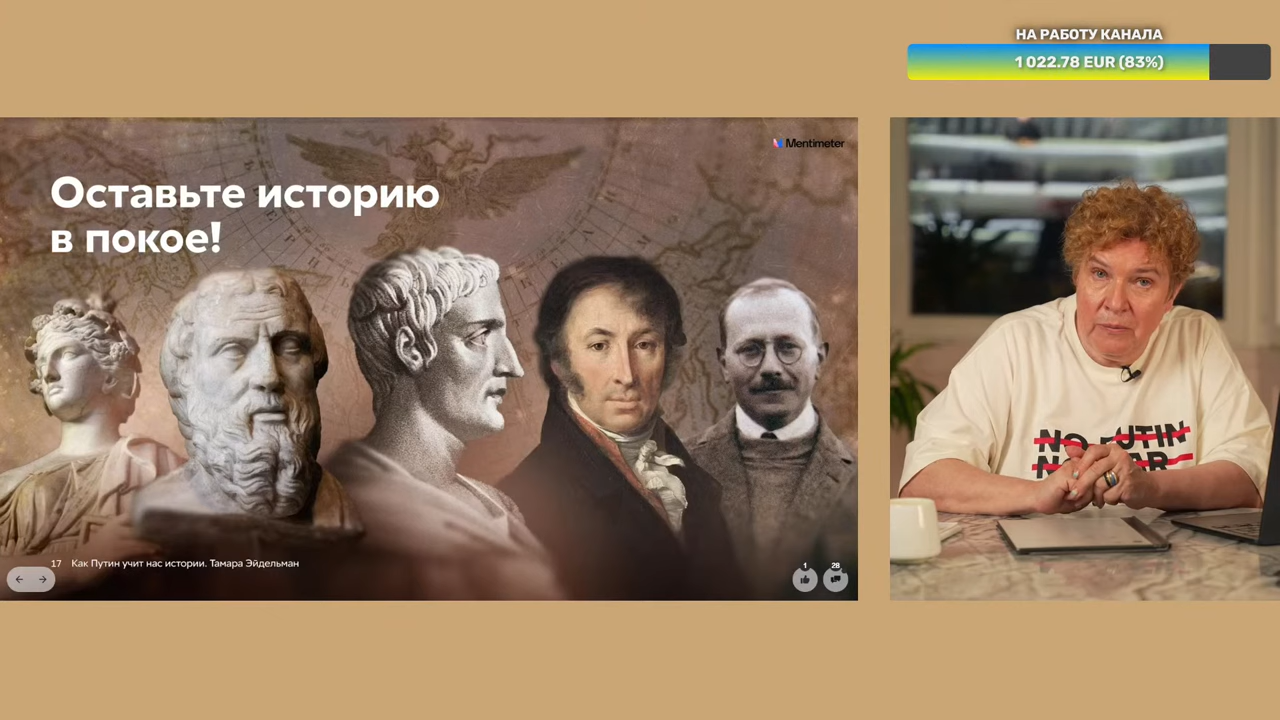 НА РАБОТУ КАНАЛА
1 022.78 EUR (83%)
Mentimeter
Оставьте историю
в покое!
17 Как Путин учит нас истории. Тамара Эйдельман
1 28
NO PUTIN
NO WAR